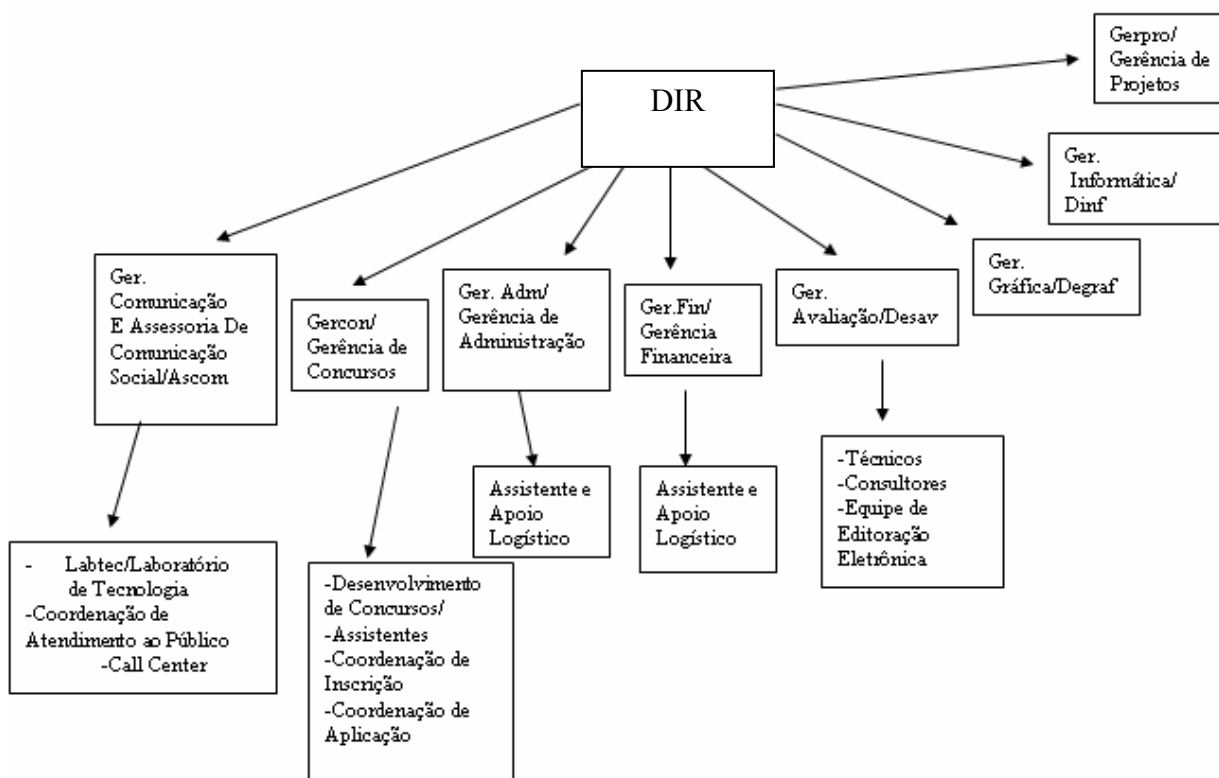 DIR
Gerpro/
Gerência de
Projetos
Ger.
Informática/
Dinf
Ger.
Gráfica/Degraf
Ger.
Comunicação
E Assessoria De
Comunicação
Social/Ascom
Gercon/
Gerência de
Concursos
Ger. Adm/
Gerência de
Administração
Ger.Fin/
Gerência
Financeira
Ger.
Avaliação/Desav
- Labtec/Laboratório
de Tecnologia
-Coordenação de
Atendimento ao Público
-Call Center
-Desenvolvimento
de Concursos/
-Assistentes
-Coordenação de
Inscrição
-Coordenação de
Aplicação
Assistente e
Apoio
Logístico
Assistente e
Apoio
Logístico
-Técnicos
-Consultores
-Equipe de
Editoração
Eletrônica